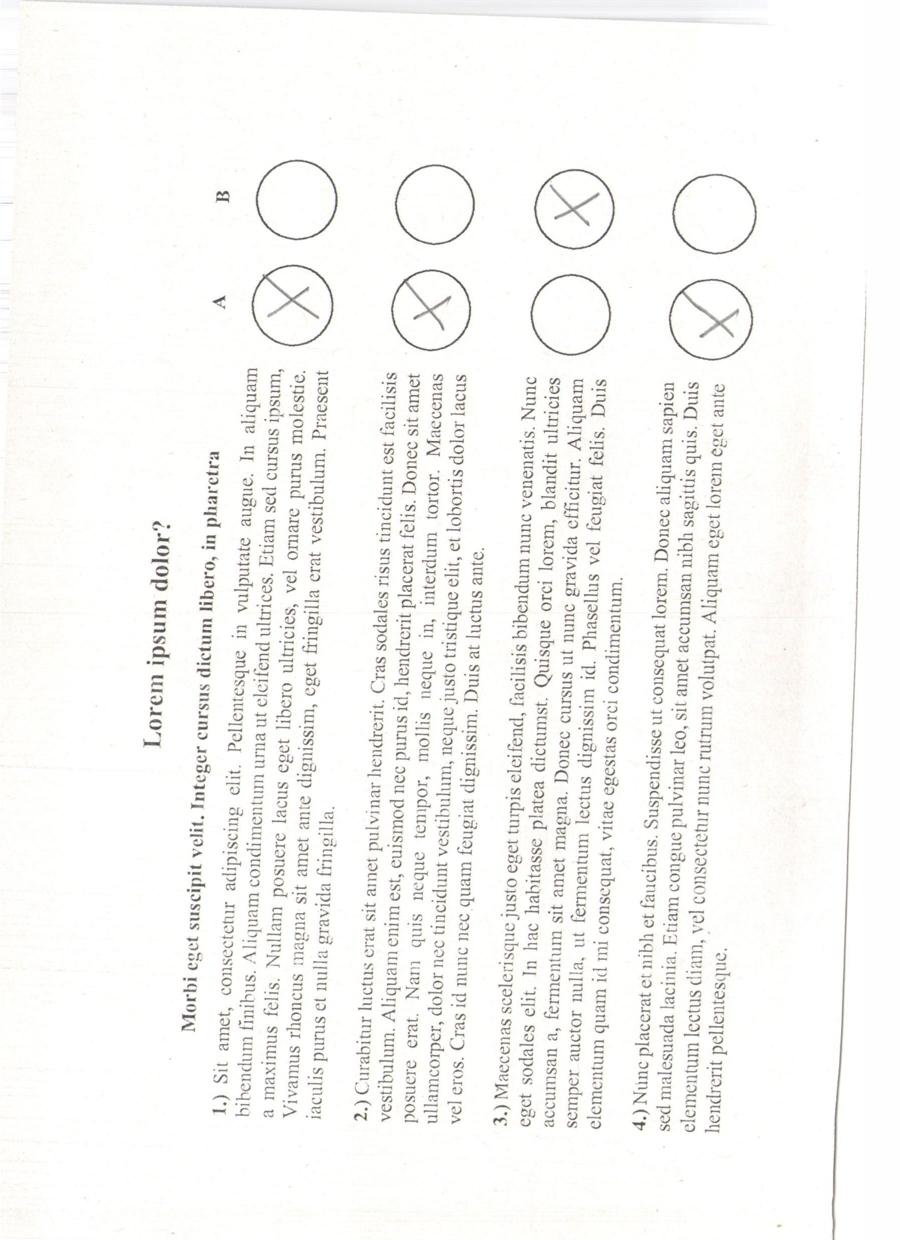 Lorem ipsum dolor?
Morbi eget suscipit velit. Integer cursus dictum libero, in pharetra
A B
1.) Sit amet, consectetur adipiscing elit. Pellentesque in vulputate augue. In aliquam
bibendum finibus. Aliquam condimentum urna ut eleifend ultrices. Etiam sed cursus ipsum,
a maximus felis. Nullam posuere lacus eget libero ultricies, vel ornare purus molestie.
Vivamus rhoncus magna sit amet ante dignissim, eget fringilla erat vestibulum. Praesent
iaculis purus et nulla gravida fringilla.
X
2.) Curabitur luctus erat sit amet pulvinar hendrerit. Cras sodales risus tincidunt est facilisis
vestibulum. Aliquam enim est, euismod nec purus id, hendrerit placerat felis. Donec sit amet
posuere erat. Nam quis neque tempor, mollis neque in, interdum tortor. Maecenas
ullamcorper, dolor nec tincidunt vestibulum, neque justo tristique elit, et lobortis dolor lacus
vel eros. Cras id nunc nec quam feugiat dignissim. Duis at luctus ante.
X
3.) Maecenas scelerisque justo eget turpis eleifend, facilisis bibendum nunc venenatis. Nunc
eget sodales elit. In hac habitasse platea dictumst. Quisque orci lorem, blandit ultricies
accumsan a, fermentum sit amet magna. Donec cursus ut nunc gravida efficitur. Aliquam
semper auctor nulla, ut fermentum lectus dignissim id. Phasellus vel feugiat felis. Duis
elementum quam id mi consequat, vitae egestas orci condimentum.
X
4.) Nunc placerat et nibh et faucibus. Suspendisse ut consequat lorem. Donec aliquam sapien
sed malesuada lacinia. Etiam congue pulvinar leo, sit amet accumsan nibh sagittis quis. Duis
elementum lectus diam, vel consectetur nunc rutrum volutpat. Aliquam eget lorem eget ante
hendrerit pellentesque.
X